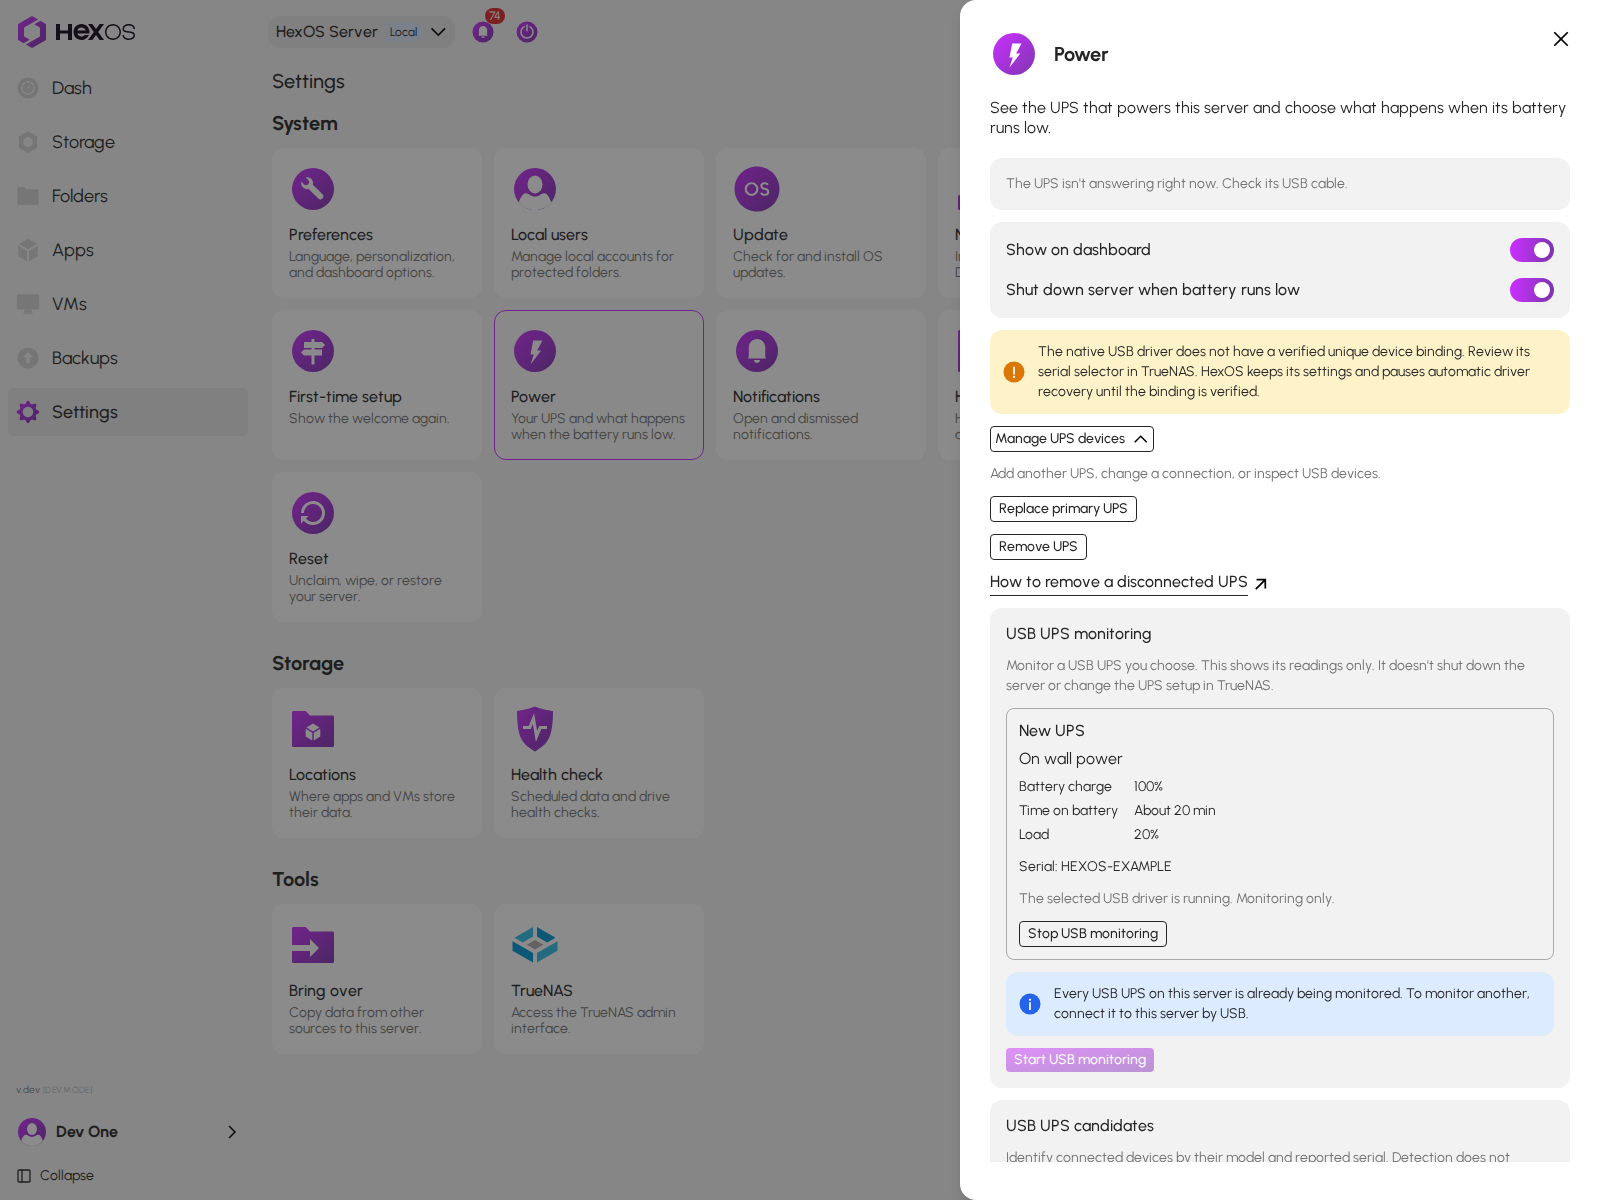 HexOS
HexOS Server Local
74
Dash
Storage
Folders
Apps
VMs
Backups
Settings
Settings
System
Preferences
Language, personalization,
and dashboard options.
Local users
Manage local accounts for
protected folders.
OS
Update
Check for and install OS
updates.
First-time setup
Show the welcome again.
Power
Your UPS and what happens
when the battery runs low.
Notifications
Open and dismissed
notifications.
Reset
Unclaim, wipe, or restore
your server.
Storage
Locations
Where apps and VMs store
their data.
Health check
Scheduled data and drive
health checks.
Tools
Bring over
Copy data from other
sources to this server.
TrueNAS
Access the TrueNAS admin
interface.
v.dev [DEV MODE]
Dev One
Collapse
Power
See the UPS that powers this server and choose what happens when its battery
runs low.
The UPS isn't answering right now. Check its USB cable.
Show on dashboard
Shut down server when battery runs low
The native USB driver does not have a verified unique device binding. Review its
serial selector in TrueNAS. HexOS keeps its settings and pauses automatic driver
recovery until the binding is verified.
Manage UPS devices
Add another UPS, change a connection, or inspect USB devices.
Replace primary UPS
Remove UPS
How to remove a disconnected UPS
USB UPS monitoring
Monitor a USB UPS you choose. This shows its readings only. It doesn't shut down the
server or change the UPS setup in TrueNAS.
New UPS
On wall power
Battery charge 100%
Time on battery About 20 min
Load 20%
Serial: HEXOS-EXAMPLE
The selected USB driver is running. Monitoring only.
Stop USB monitoring
Every USB UPS on this server is already being monitored. To monitor another,
connect it to this server by USB.
Start USB monitoring
USB UPS candidates
Identify connected devices by their model and reported serial. Detection does not